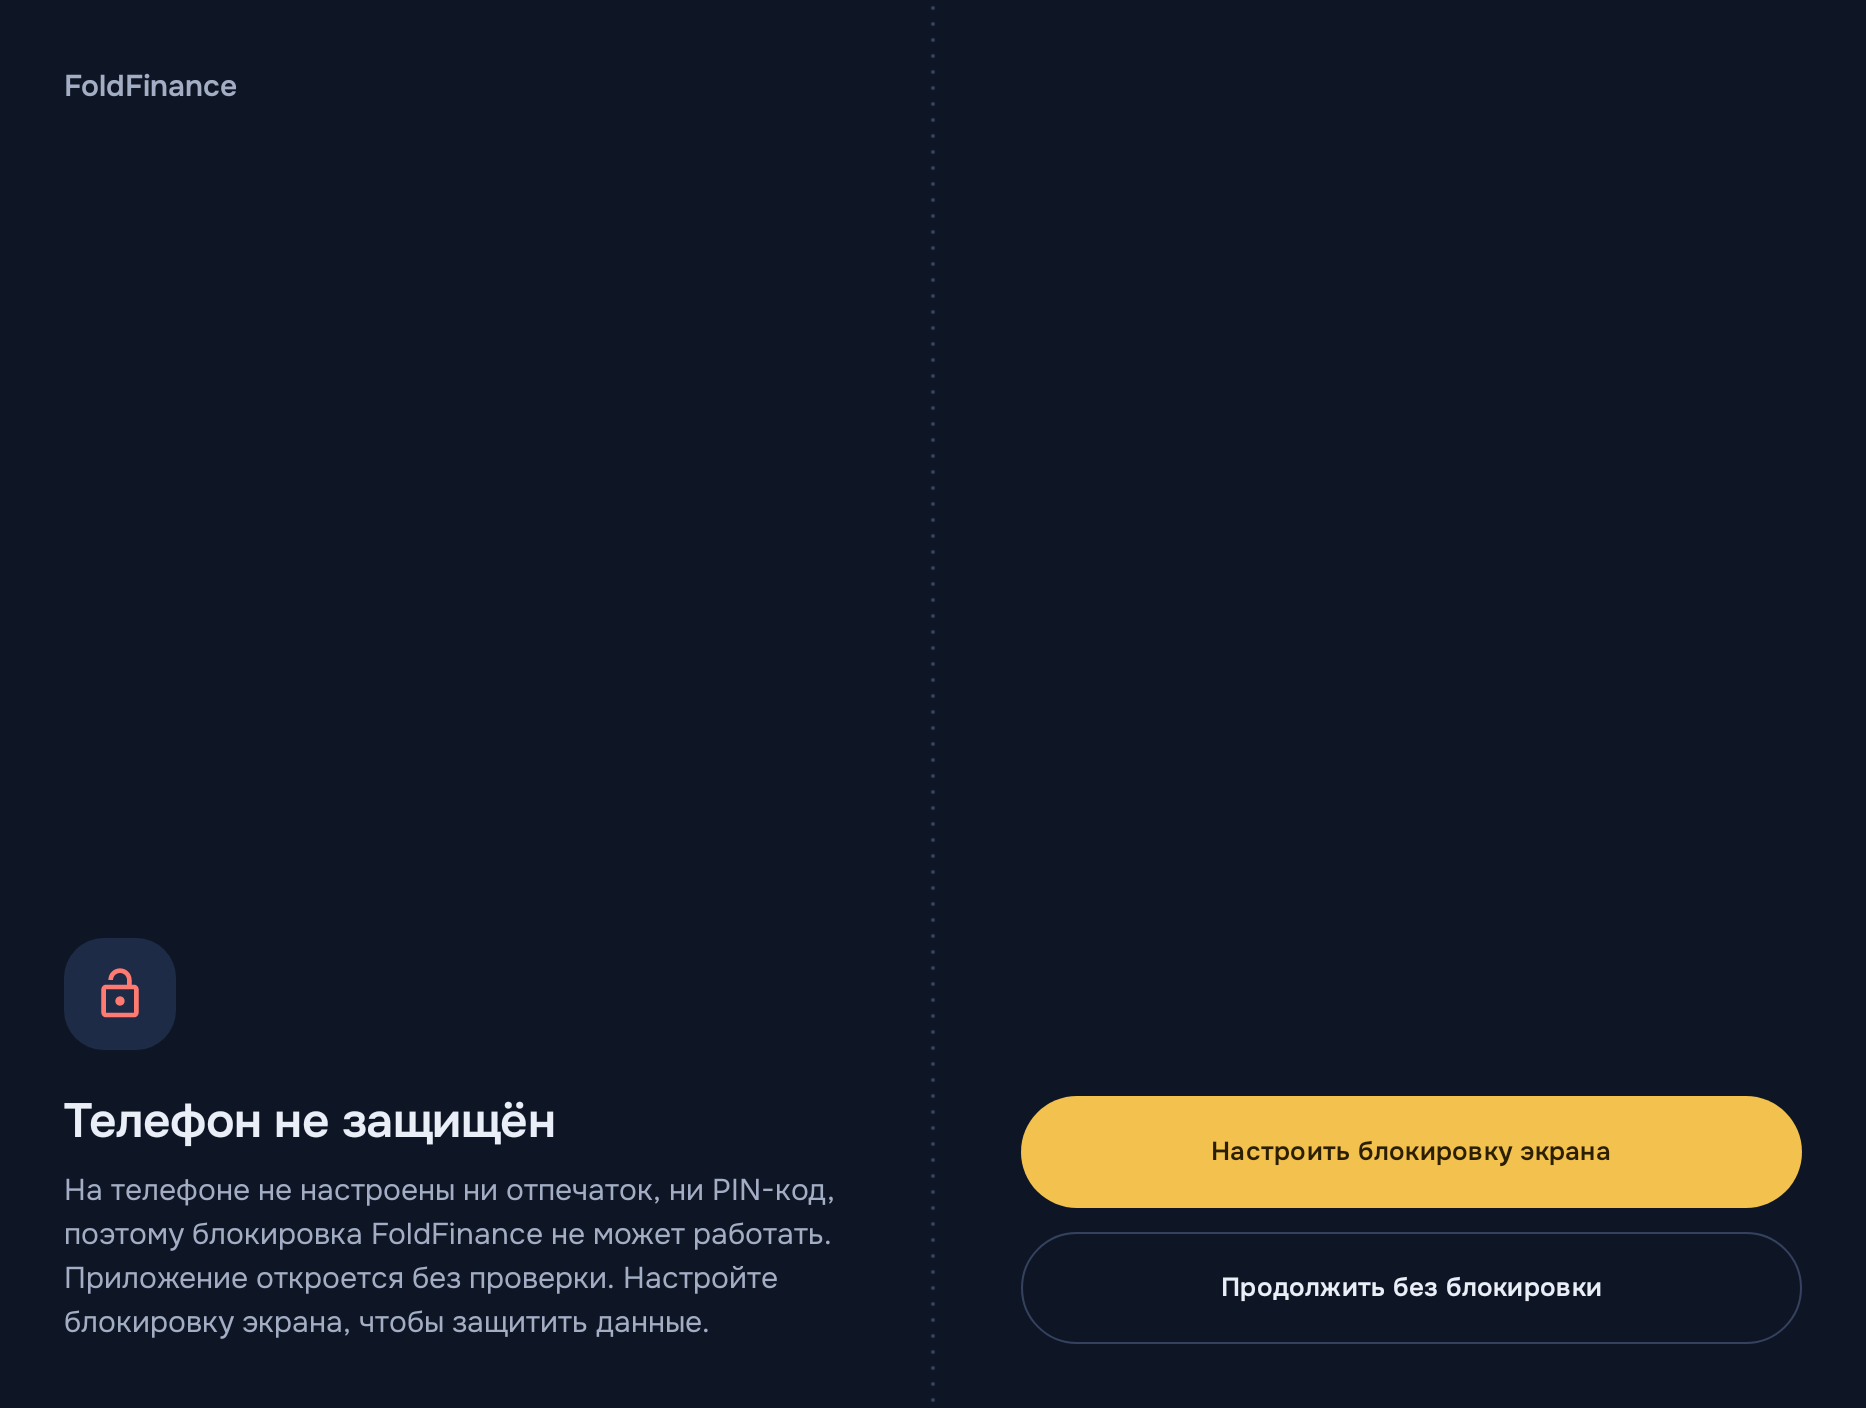 FoldFinance
Телефон не защищён
На телефоне не настроены ни отпечаток, ни PIN-код,
поэтому блокировка FoldFinance не может работать.
Приложение откроется без проверки. Настройте
блокировку экрана, чтобы защитить данные.
Настроить блокировку экрана
Продолжить без блокировки